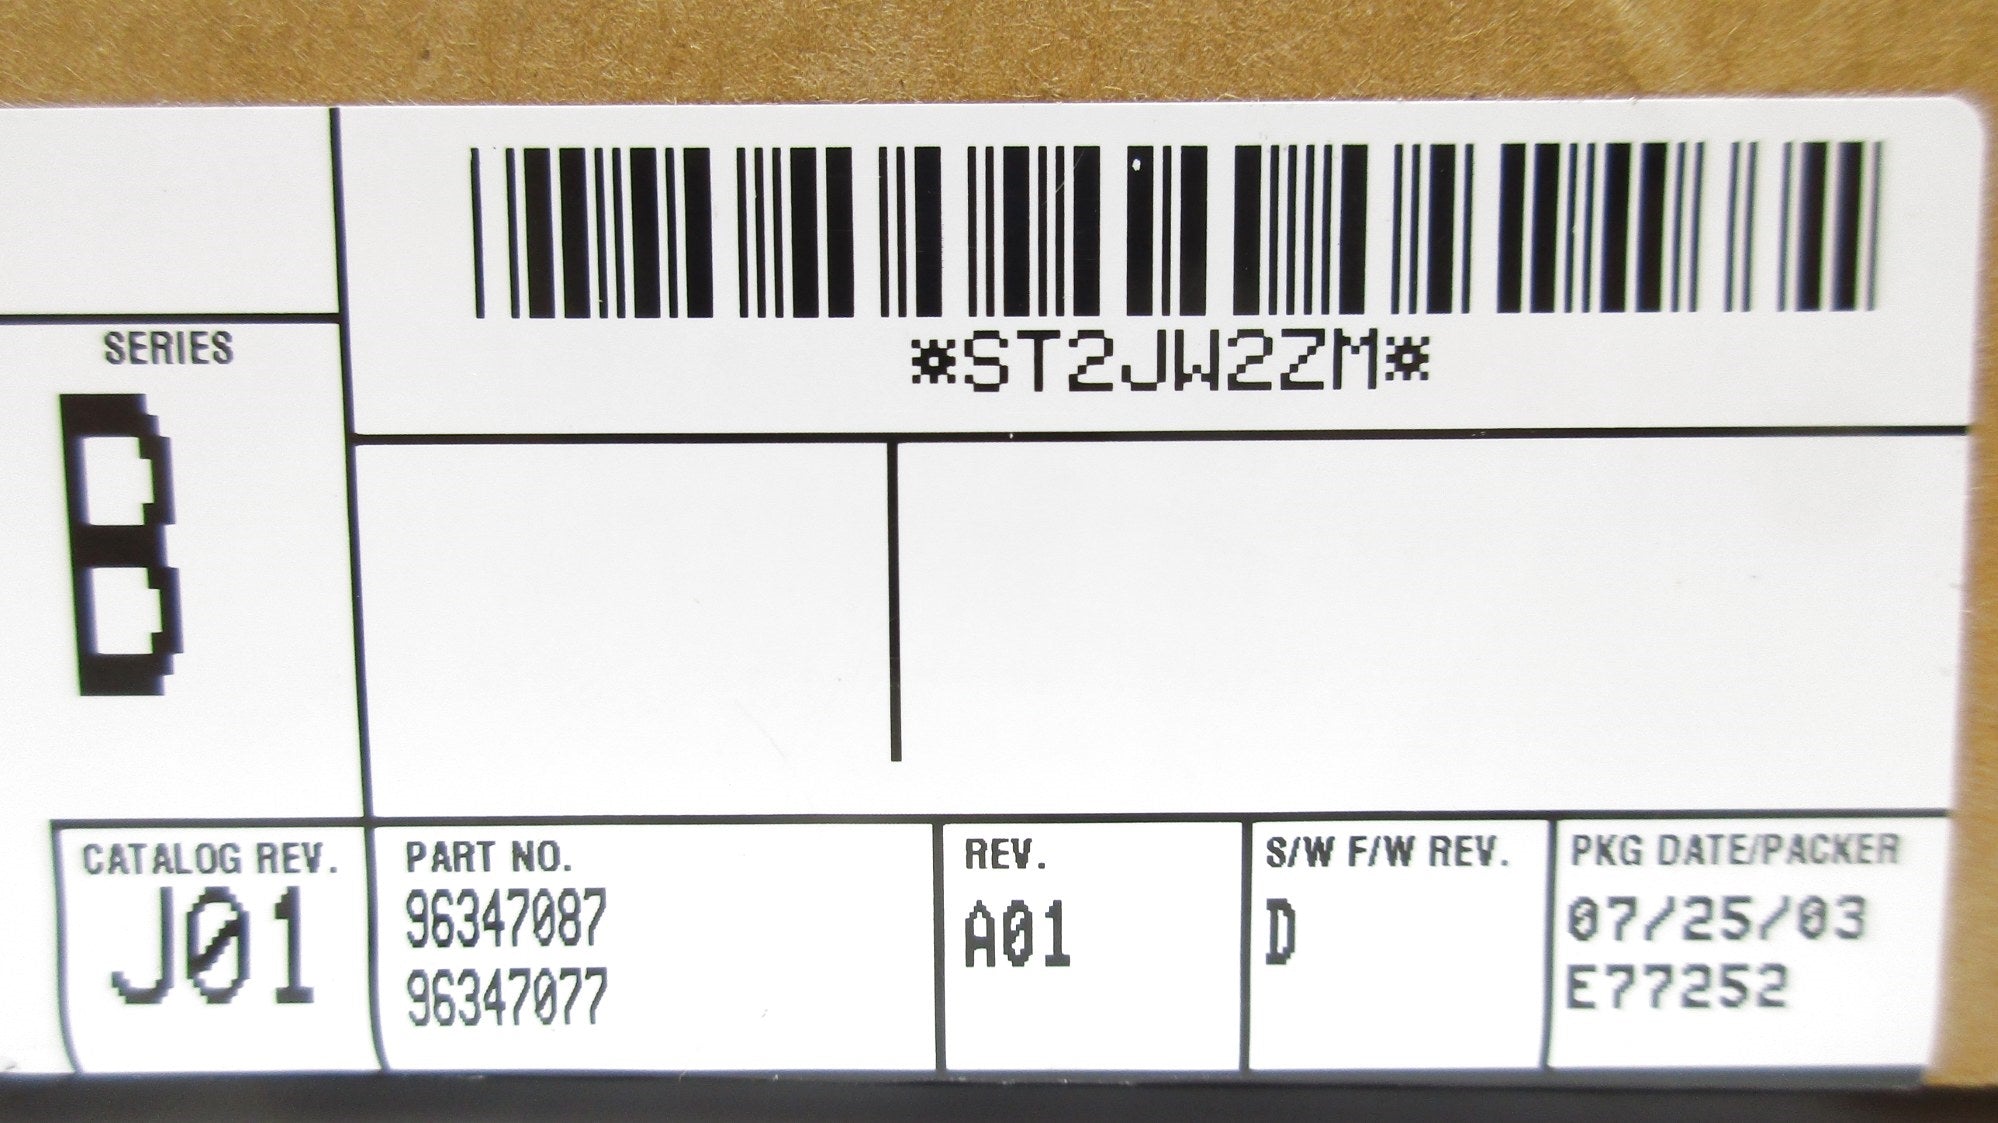 *ST2JW2ZM*
SERIES
B
CATALOG REV.
J01
PART NO.
96347087
96347077
REV.
A01
S/W F/W REV.
D
PKG DATE/PACKER
07/25/03
E77252